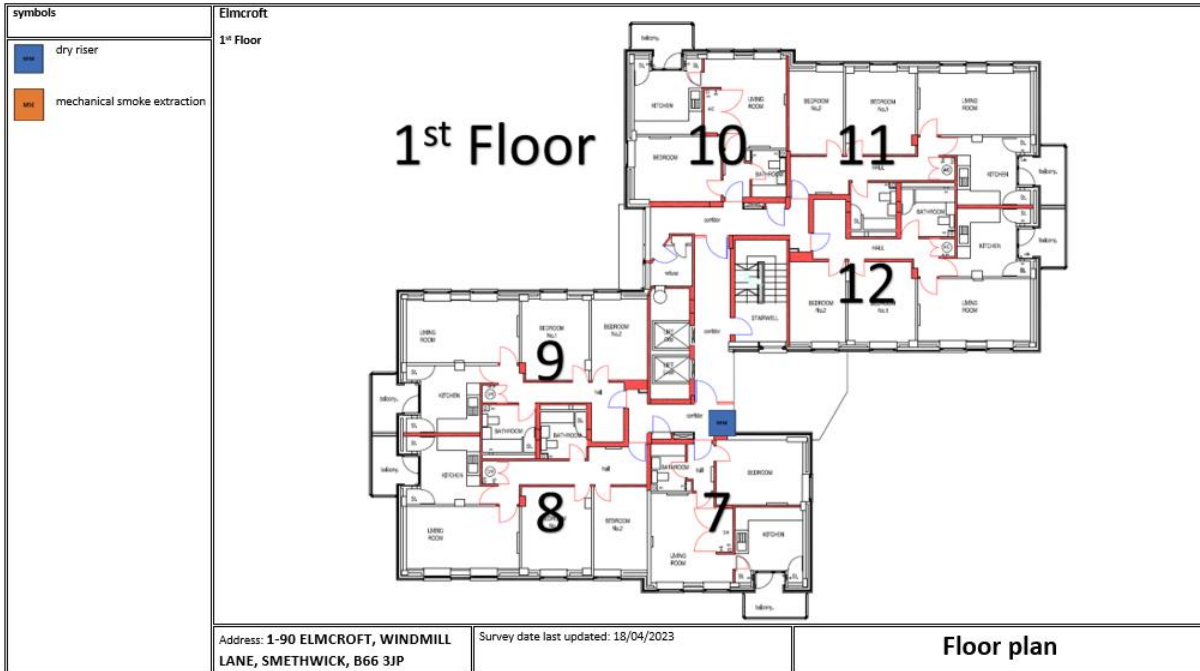 symbols
dry riser
mechanical smoke extraction
Elmcroft
1st Floor
1st Floor
balcony
KITCHEN
LIVING
ROOM
BEDROOM
BATHROOM
10
BEDROOM
No.2
BEDROOM
No.1
LIVING
ROOM
11
HALL
KITCHEN
balcony
BATHROOM
corridor
HALL
KITCHEN
balcony
12
BEDROOM
No.2
LIVING
ROOM
STAIRWELL
corridor
LIVING
ROOM
BEDROOM
No.1
BEDROOM
No.2
9
hall
KITCHEN
balcony
BATHROOM
BATHROOM
corridor
KITCHEN
balcony
hall
8
LIVING
ROOM
BEDROOM
No.2
BATHROOM
hall
BEDROOM
7
LIVING
ROOM
KITCHEN
balcony
Address: 1-90 ELMCROFT, WINDMILL
LANE, SMETHWICK, B66 3JP
Survey date last updated: 18/04/2023
Floor plan